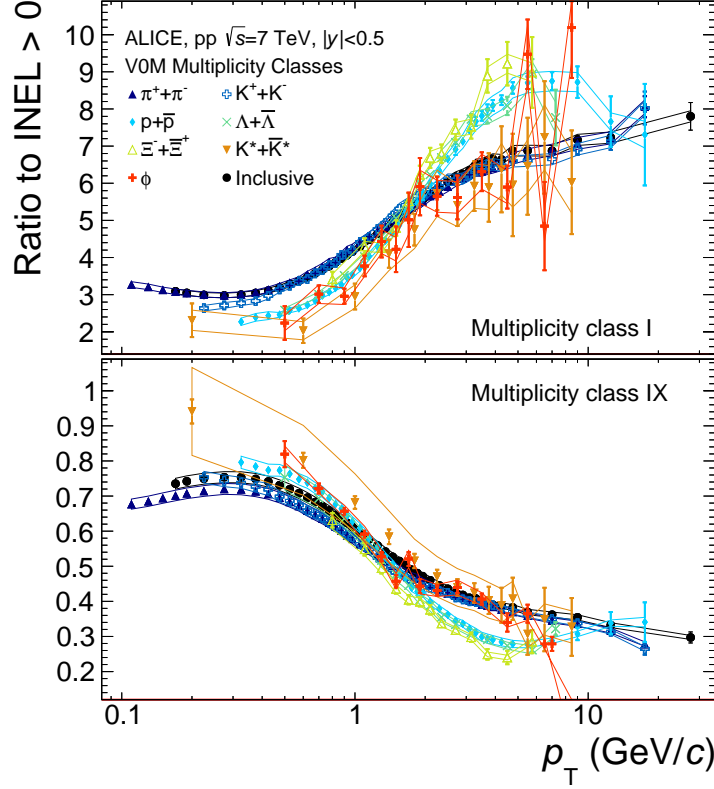 Ratio to INEL > 0
ALICE, pp √s=7 TeV, |y|<0.5
V0M Multiplicity Classes
π⁺+π⁻
K⁺+K⁻
p+p̅
Λ+Λ̅
Ξ⁻+Ξ̅⁺
K*+K̅*
ϕ
Inclusive
10
9
8
7
6
5
4
3
2
Multiplicity class I
Multiplicity class IX
1
0.9
0.8
0.7
0.6
0.5
0.4
0.3
0.2
0.1
1
10
p_T (GeV/c)